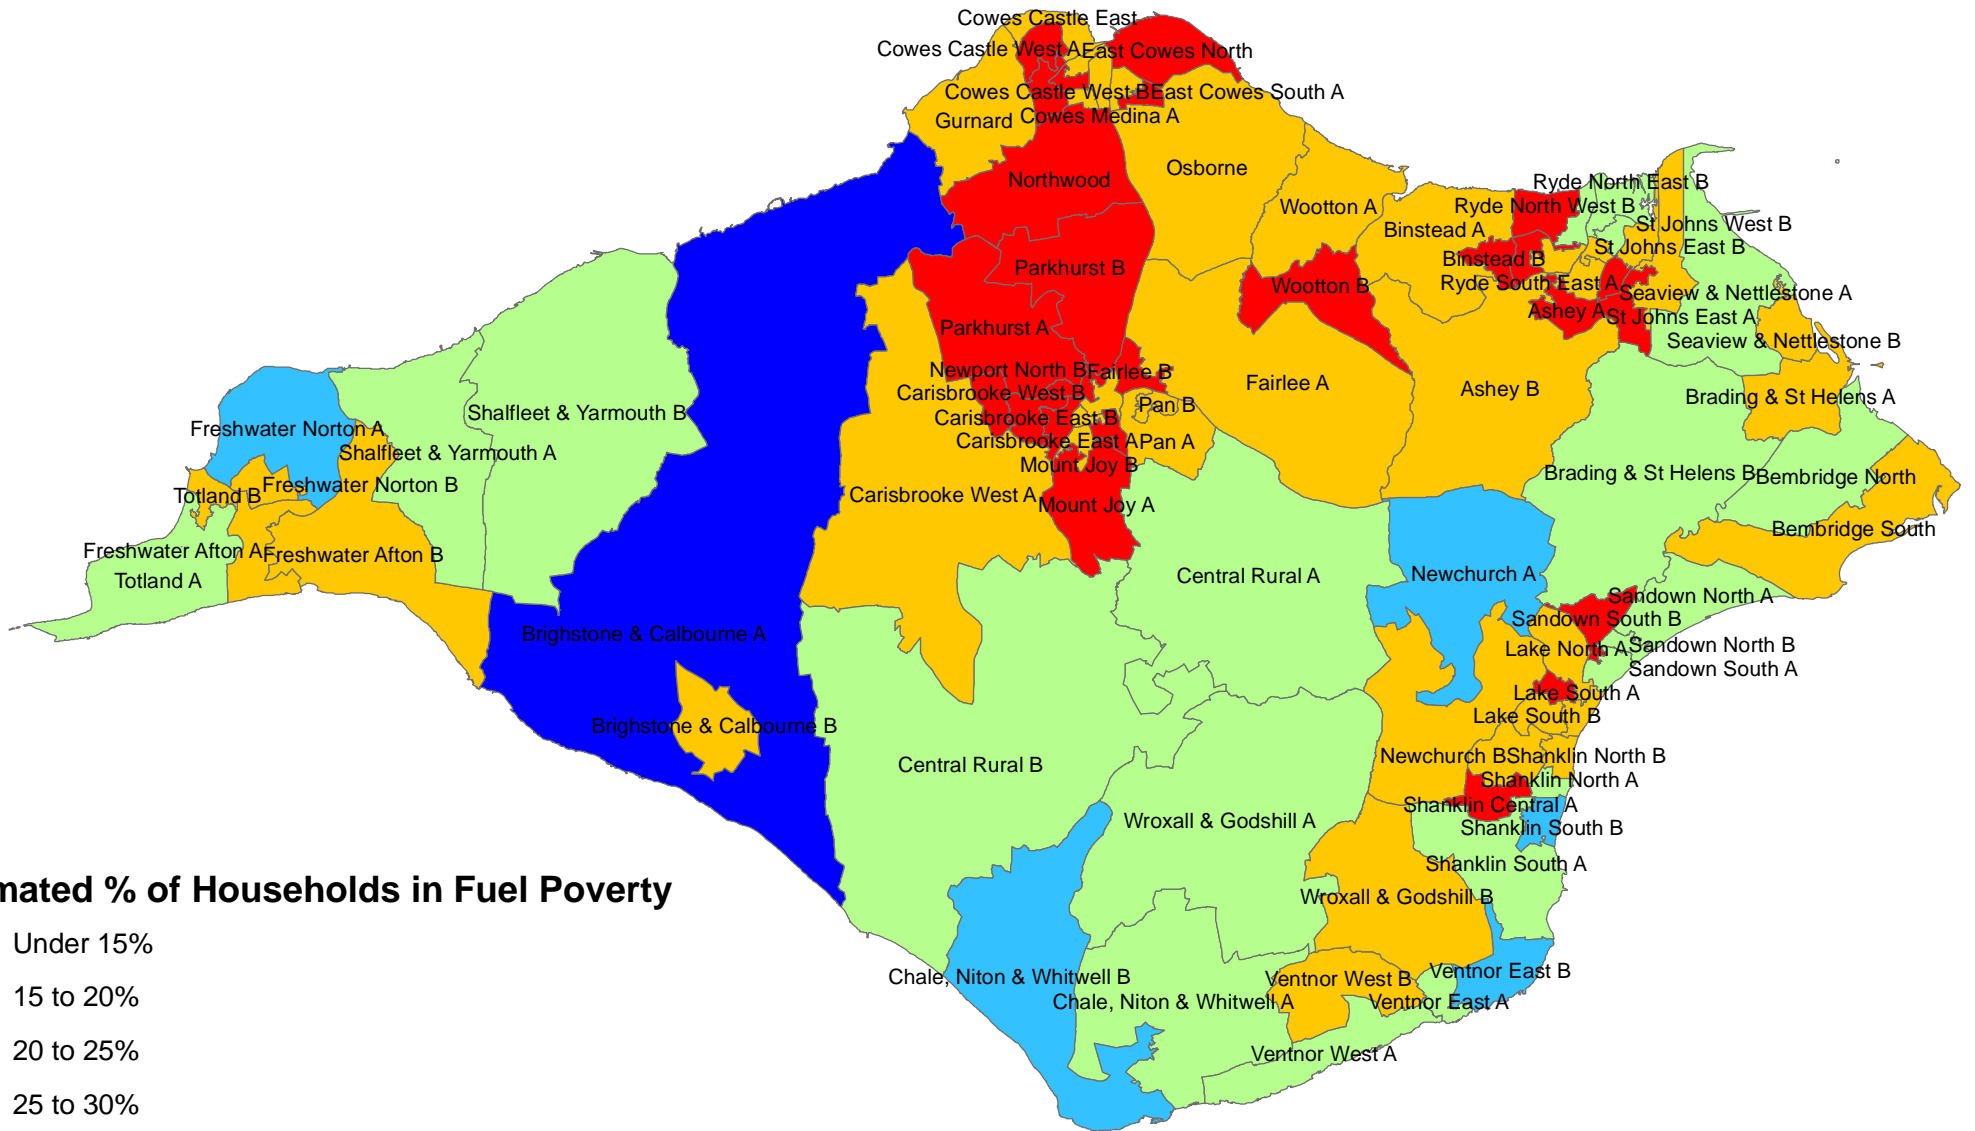 Cowes Castle East
Cowes Castle West A
East Cowes North
Cowes Castle West B
East Cowes South A
Gurnard
Cowes Medina A
Osborne
Northwood
Ryde North East B
Wootton A
Ryde North West B
Binstead A
St Johns West B
St Johns East B
Binstead B
Parkhurst B
Wootton B
Ryde South East A
Seaview & Nettlestone A
Ashey A
St Johns East A
Parkhurst A
Seaview & Nettlestone B
Newport North B
Fairlee B
Fairlee A
Ashey B
Carisbrooke West B
Brading & St Helens A
Pan B
Shalfleet & Yarmouth B
Carisbrooke East B
Freshwater Norton A
Carisbrooke East A
Pan A
Shalfleet & Yarmouth A
Mount Joy B
Brading & St Helens B
Bembridge North
Freshwater Norton B
Totland B
Carisbrooke West A
Mount Joy A
Bembridge South
Freshwater Afton A
Freshwater Afton B
Totland A
Central Rural A
Newchurch A
Sandown North A
Sandown South B
Brighstone & Calbourne A
Lake North A
Sandown North B
Sandown South A
Lake South A
Lake South B
Brighstone & Calbourne B
Newchurch B
Shanklin North B
Central Rural B
Shanklin North A
Shanklin Central A
Wroxall & Godshill A
Shanklin South B
Shanklin South A
Wroxall & Godshill B
Chale, Niton & Whitwell B
Ventnor West B
Ventnor East B
Chale, Niton & Whitwell A
Ventnor East A
Ventnor West A
mated % of Households in Fuel Poverty
Under 15%
15 to 20%
20 to 25%
25 to 30%